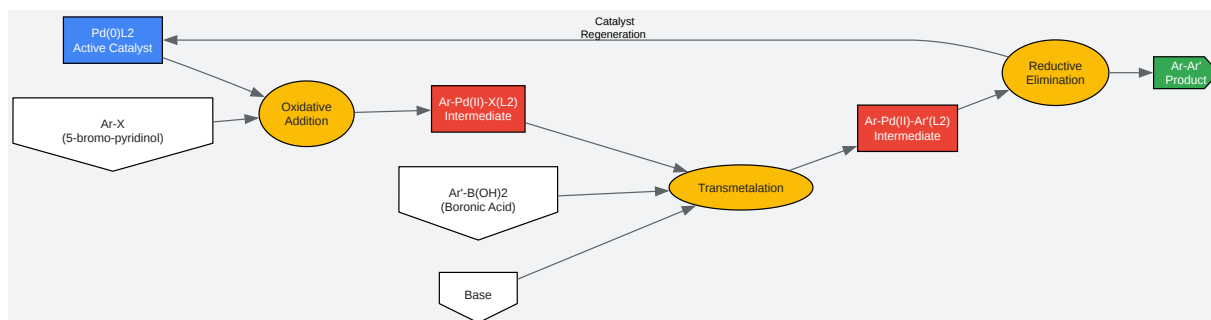 Catalyst
Regeneration
Pd(0)L2
Active Catalyst
Ar-X
(5-bromo-pyridinol)
Oxidative
Addition
Ar-Pd(II)-X(L2)
Intermediate
Ar'-B(OH)2
(Boronic Acid)
Base
Transmetalation
Ar-Pd(II)-Ar'(L2)
Intermediate
Reductive
Elimination
Ar-Ar'
Product